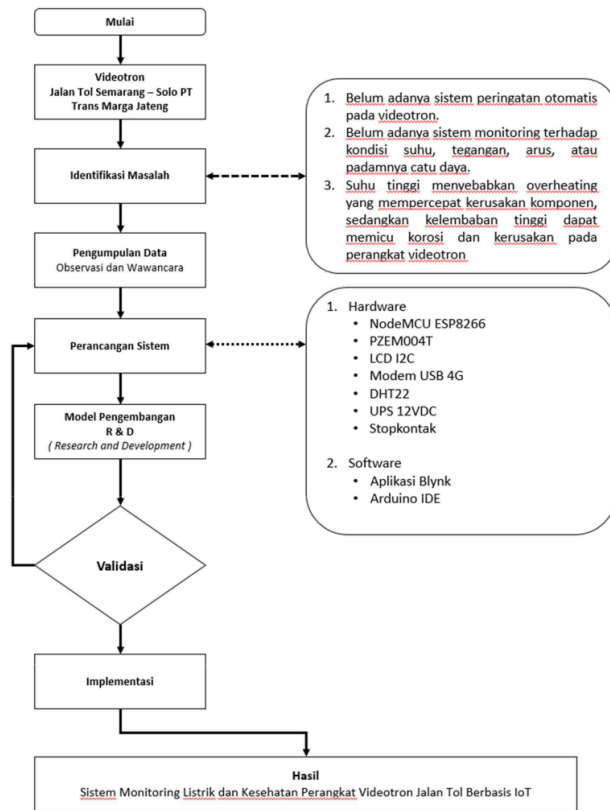 Mulai
Videotron
Jalan Tol Semarang – Solo PT
Trans Marga Jateng
Identifikasi Masalah
1. Belum adanya sistem peringatan otomatis
pada videotron.
2. Belum adanya sistem monitoring terhadap
kondisi suhu, tegangan, arus, atau
padamnya catu daya.
3. Suhu tinggi menyebabkan overheating
yang mempercepat kerusakan komponen,
sedangkan kelembaban tinggi dapat
memicu korosi dan kerusakan pada
perangkat videotron
Pengumpulan Data
Observasi dan Wawancara
Perancangan Sistem
1. Hardware
• NodeMCU ESP8266
• PZEM004T
• LCD I2C
• Modem USB 4G
• DHT22
• UPS 12VDC
• Stopkontak
2. Software
• Aplikasi Blynk
• Arduino IDE
Model Pengembangan
R & D
( Research and Development )
Validasi
Implementasi
Hasil
Sistem Monitoring Listrik dan Kesehatan Perangkat Videotron Jalan Tol Berbasis IoT